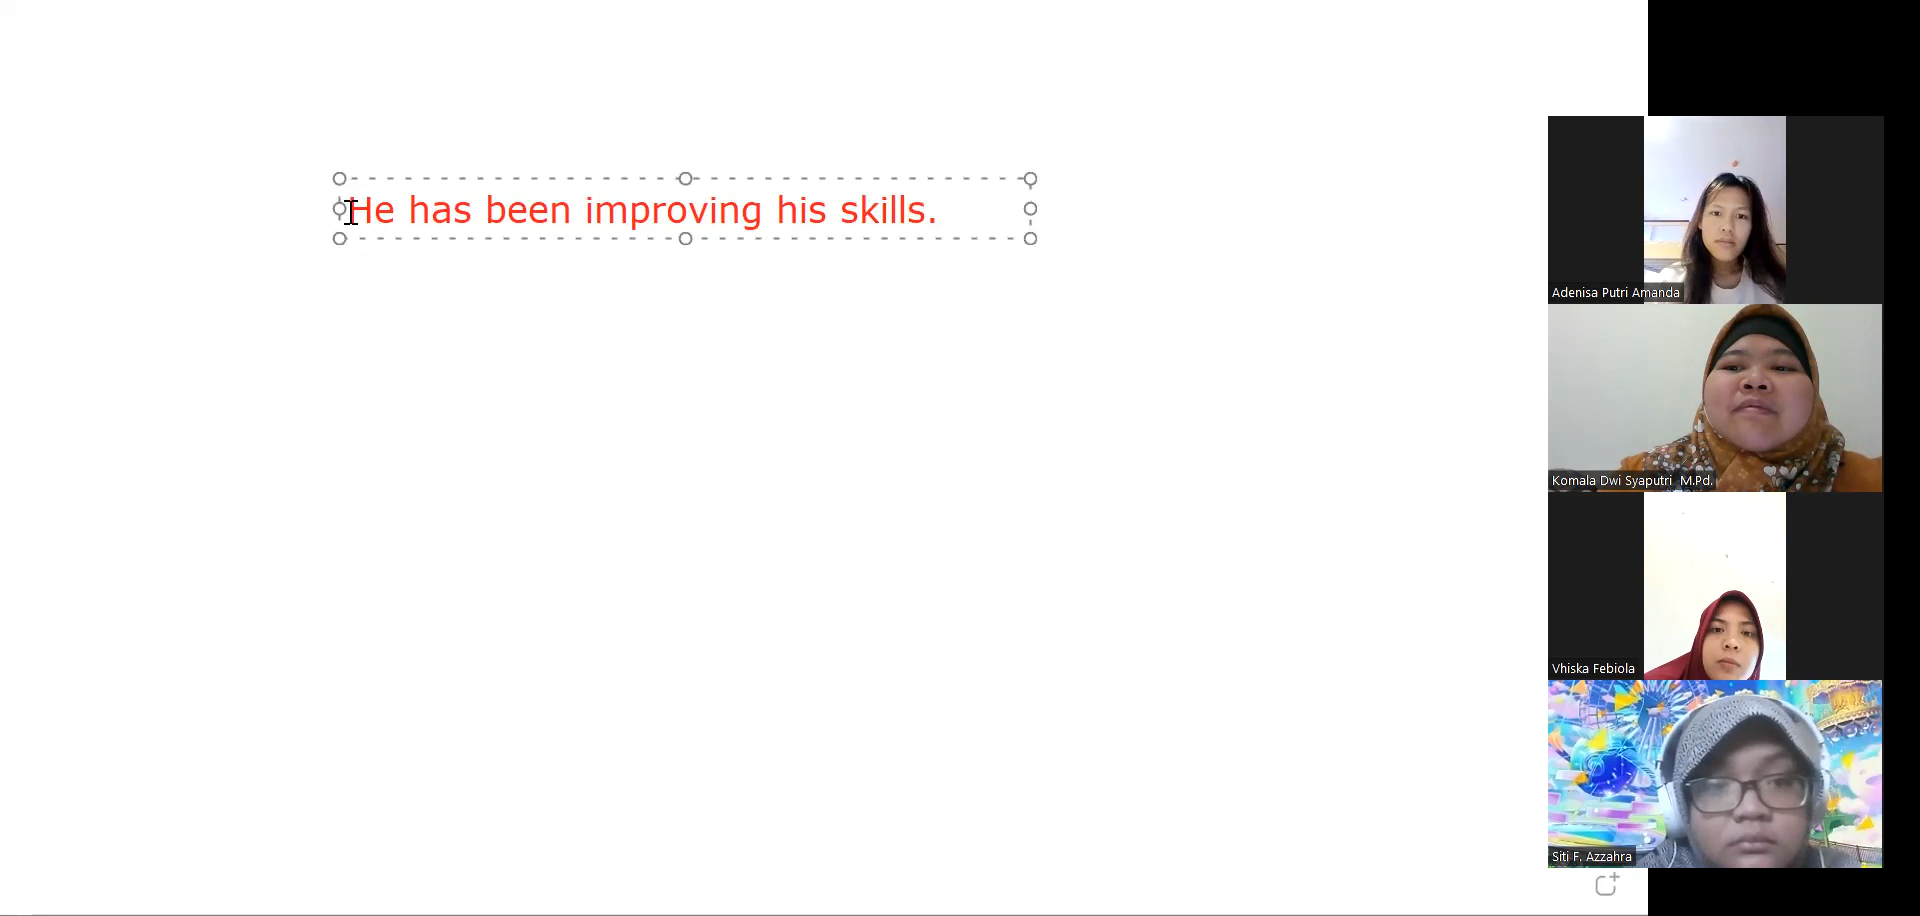 He has been improving his skills.
Adenisa Putri Amanda
Komala Dwi Syaputri M.Pd.
Vhiska Febiola
Siti F. Azzahra